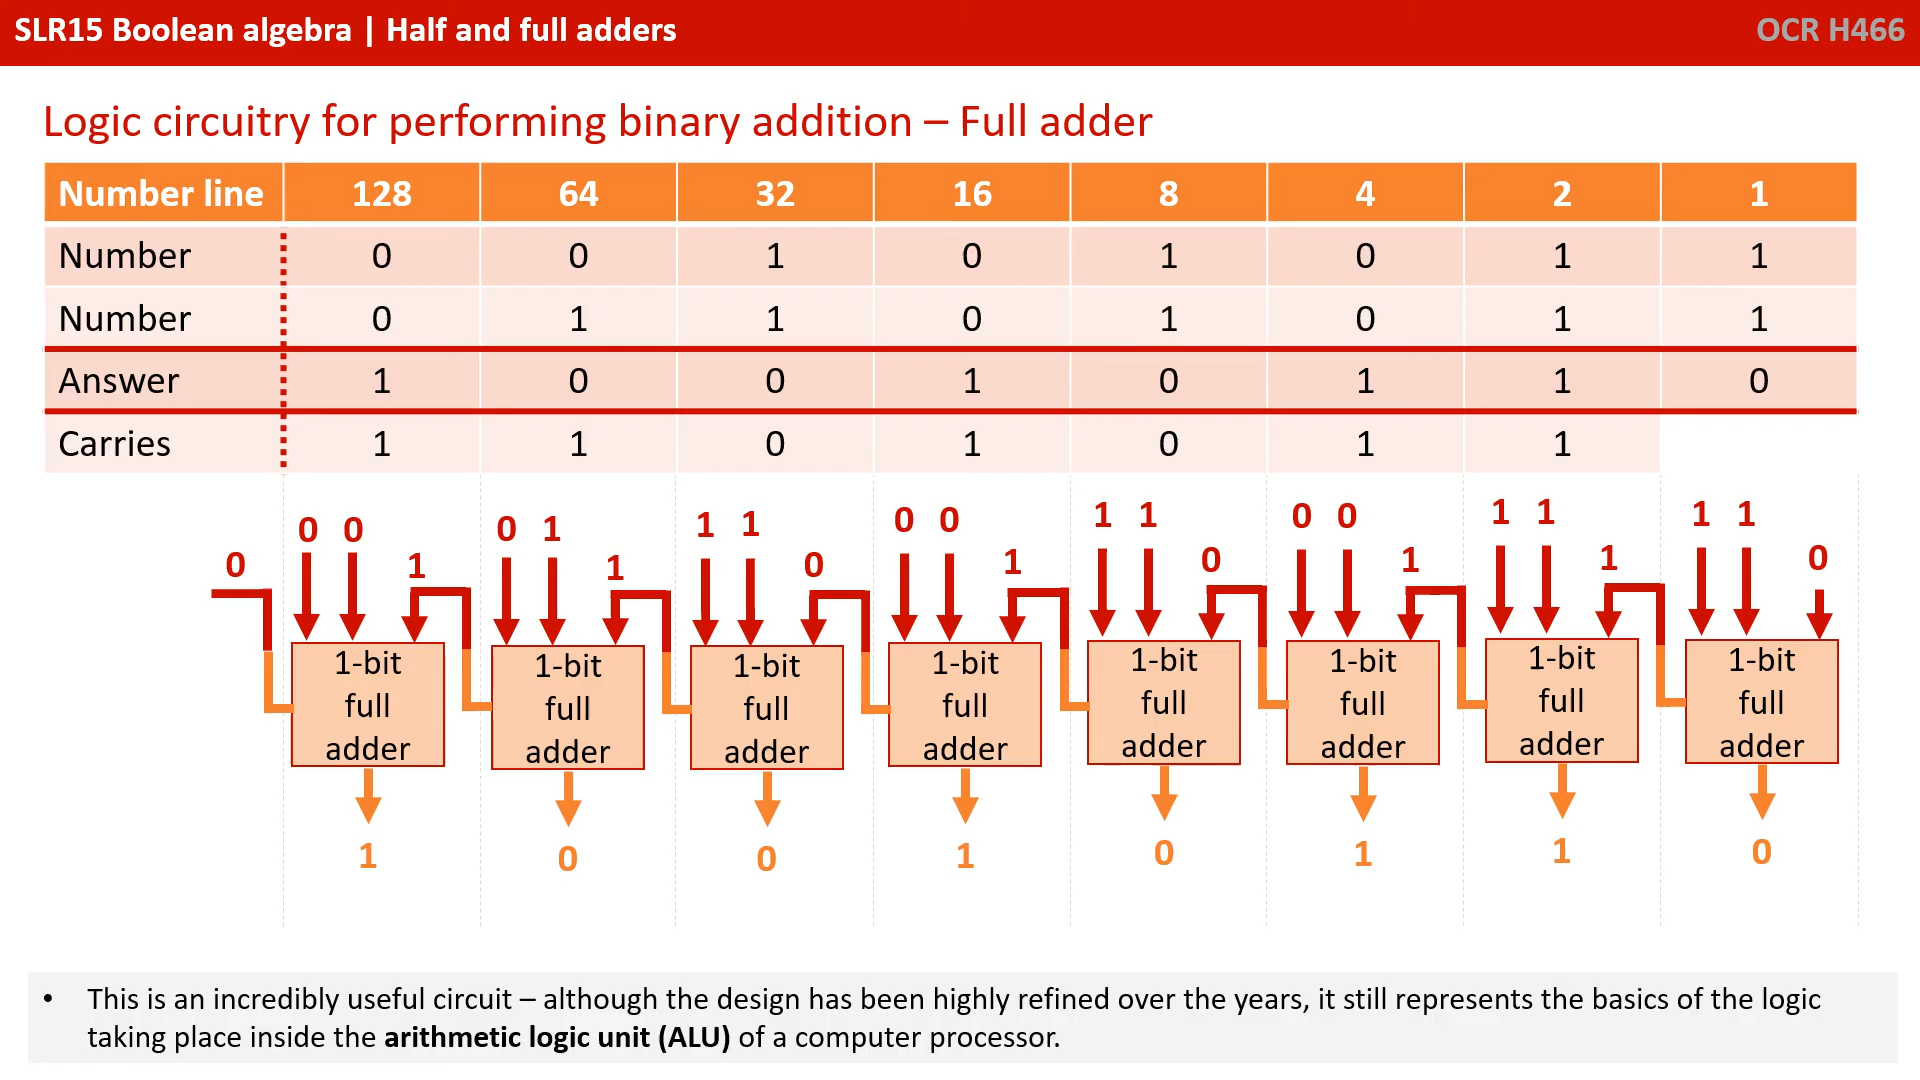 SLR15 Boolean algebra | Half and full adders
OCR H466
Logic circuitry for performing binary addition – Full adder
Number line 128 64 32 16 8 4 2 1
Number 0 0 1 0 1 0 1 1
Number 0 1 1 0 1 0 1 1
Answer 1 0 0 1 0 1 1 0
Carries 1 1 0 1 0 1 1
0 0 0 1 0 1 1 1 1 0 0 0 1 1 1 0 0 0 1 1 1 1 1 1 0
1-bit 1-bit 1-bit 1-bit 1-bit 1-bit 1-bit 1-bit
full full full full full full full full
adder adder adder adder adder adder adder adder
1 0 0 1 0 1 1 0
• This is an incredibly useful circuit – although the design has been highly refined over the years, it still represents the basics of the logic
taking place inside the arithmetic logic unit (ALU) of a computer processor.